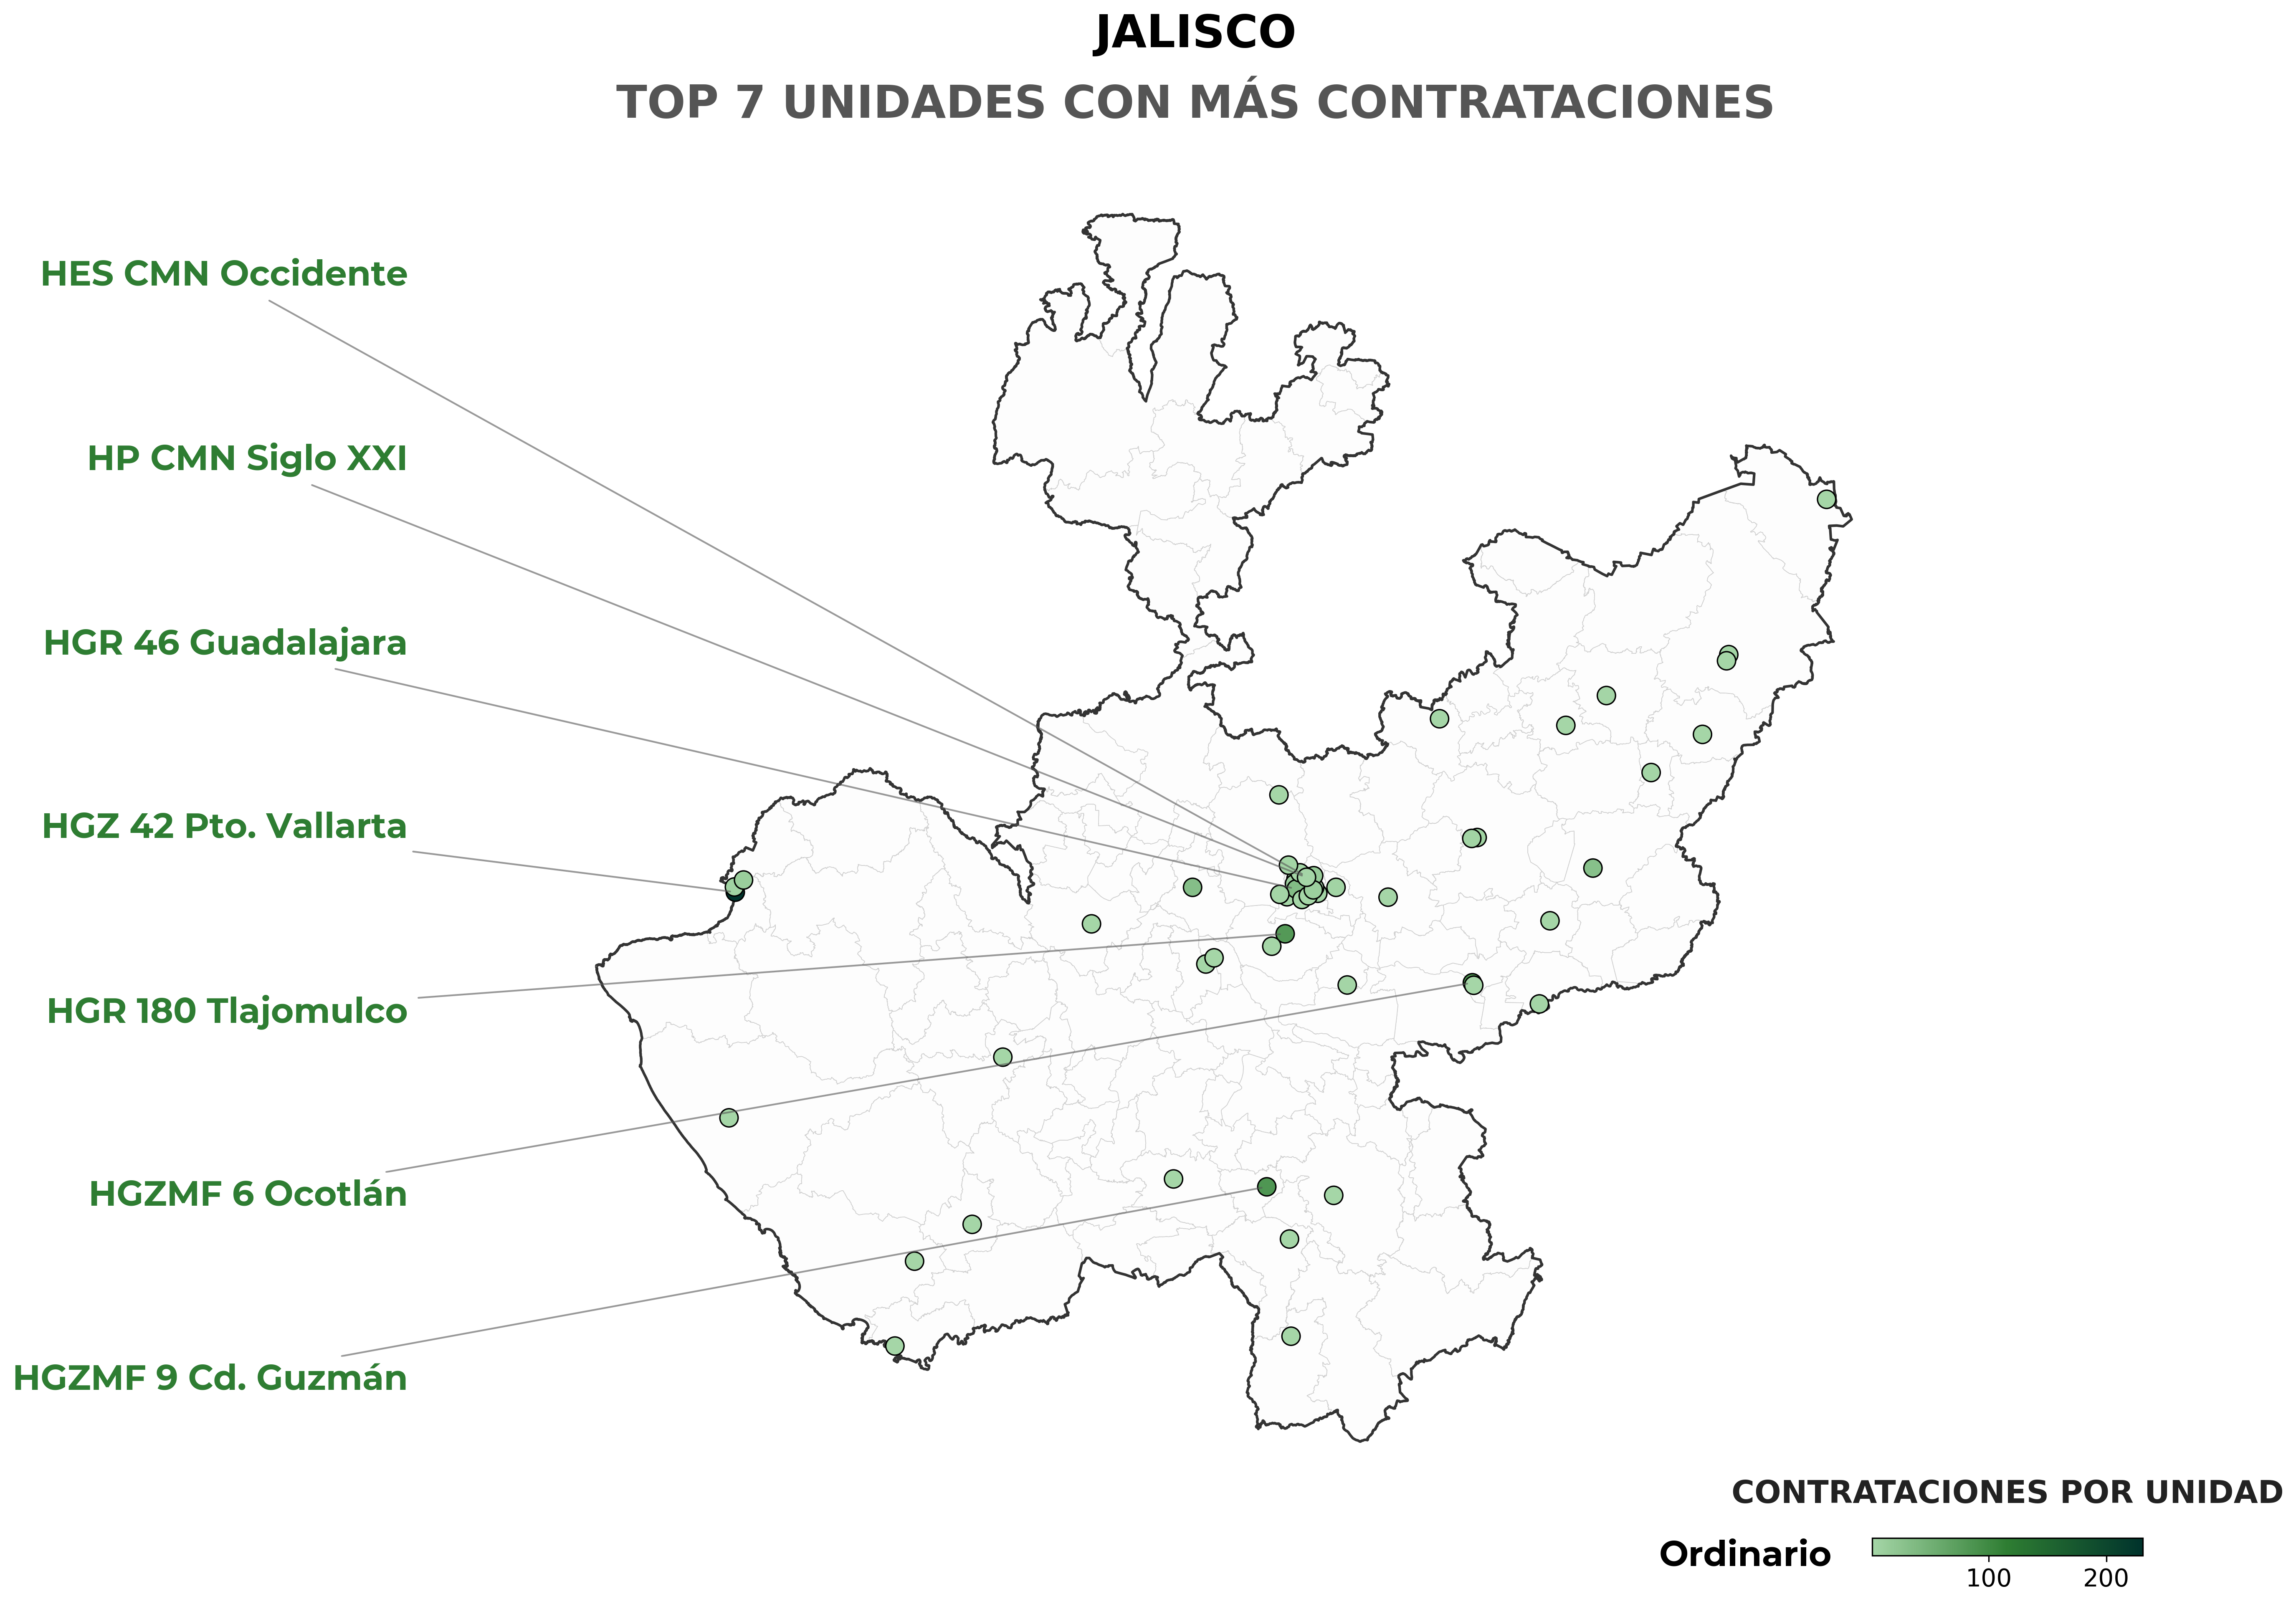 JALISCO
TOP 7 UNIDADES CON MÁS CONTRATACIONES
HES CMN Occidente
HP CMN Siglo XXI
HGR 46 Guadalajara
HGZ 42 Pto. Vallarta
HGR 180 Tlajomulco
HGZMF 6 Ocotlán
HGZMF 9 Cd. Guzmán
CONTRATACIONES POR UNIDAD
Ordinario
100 200